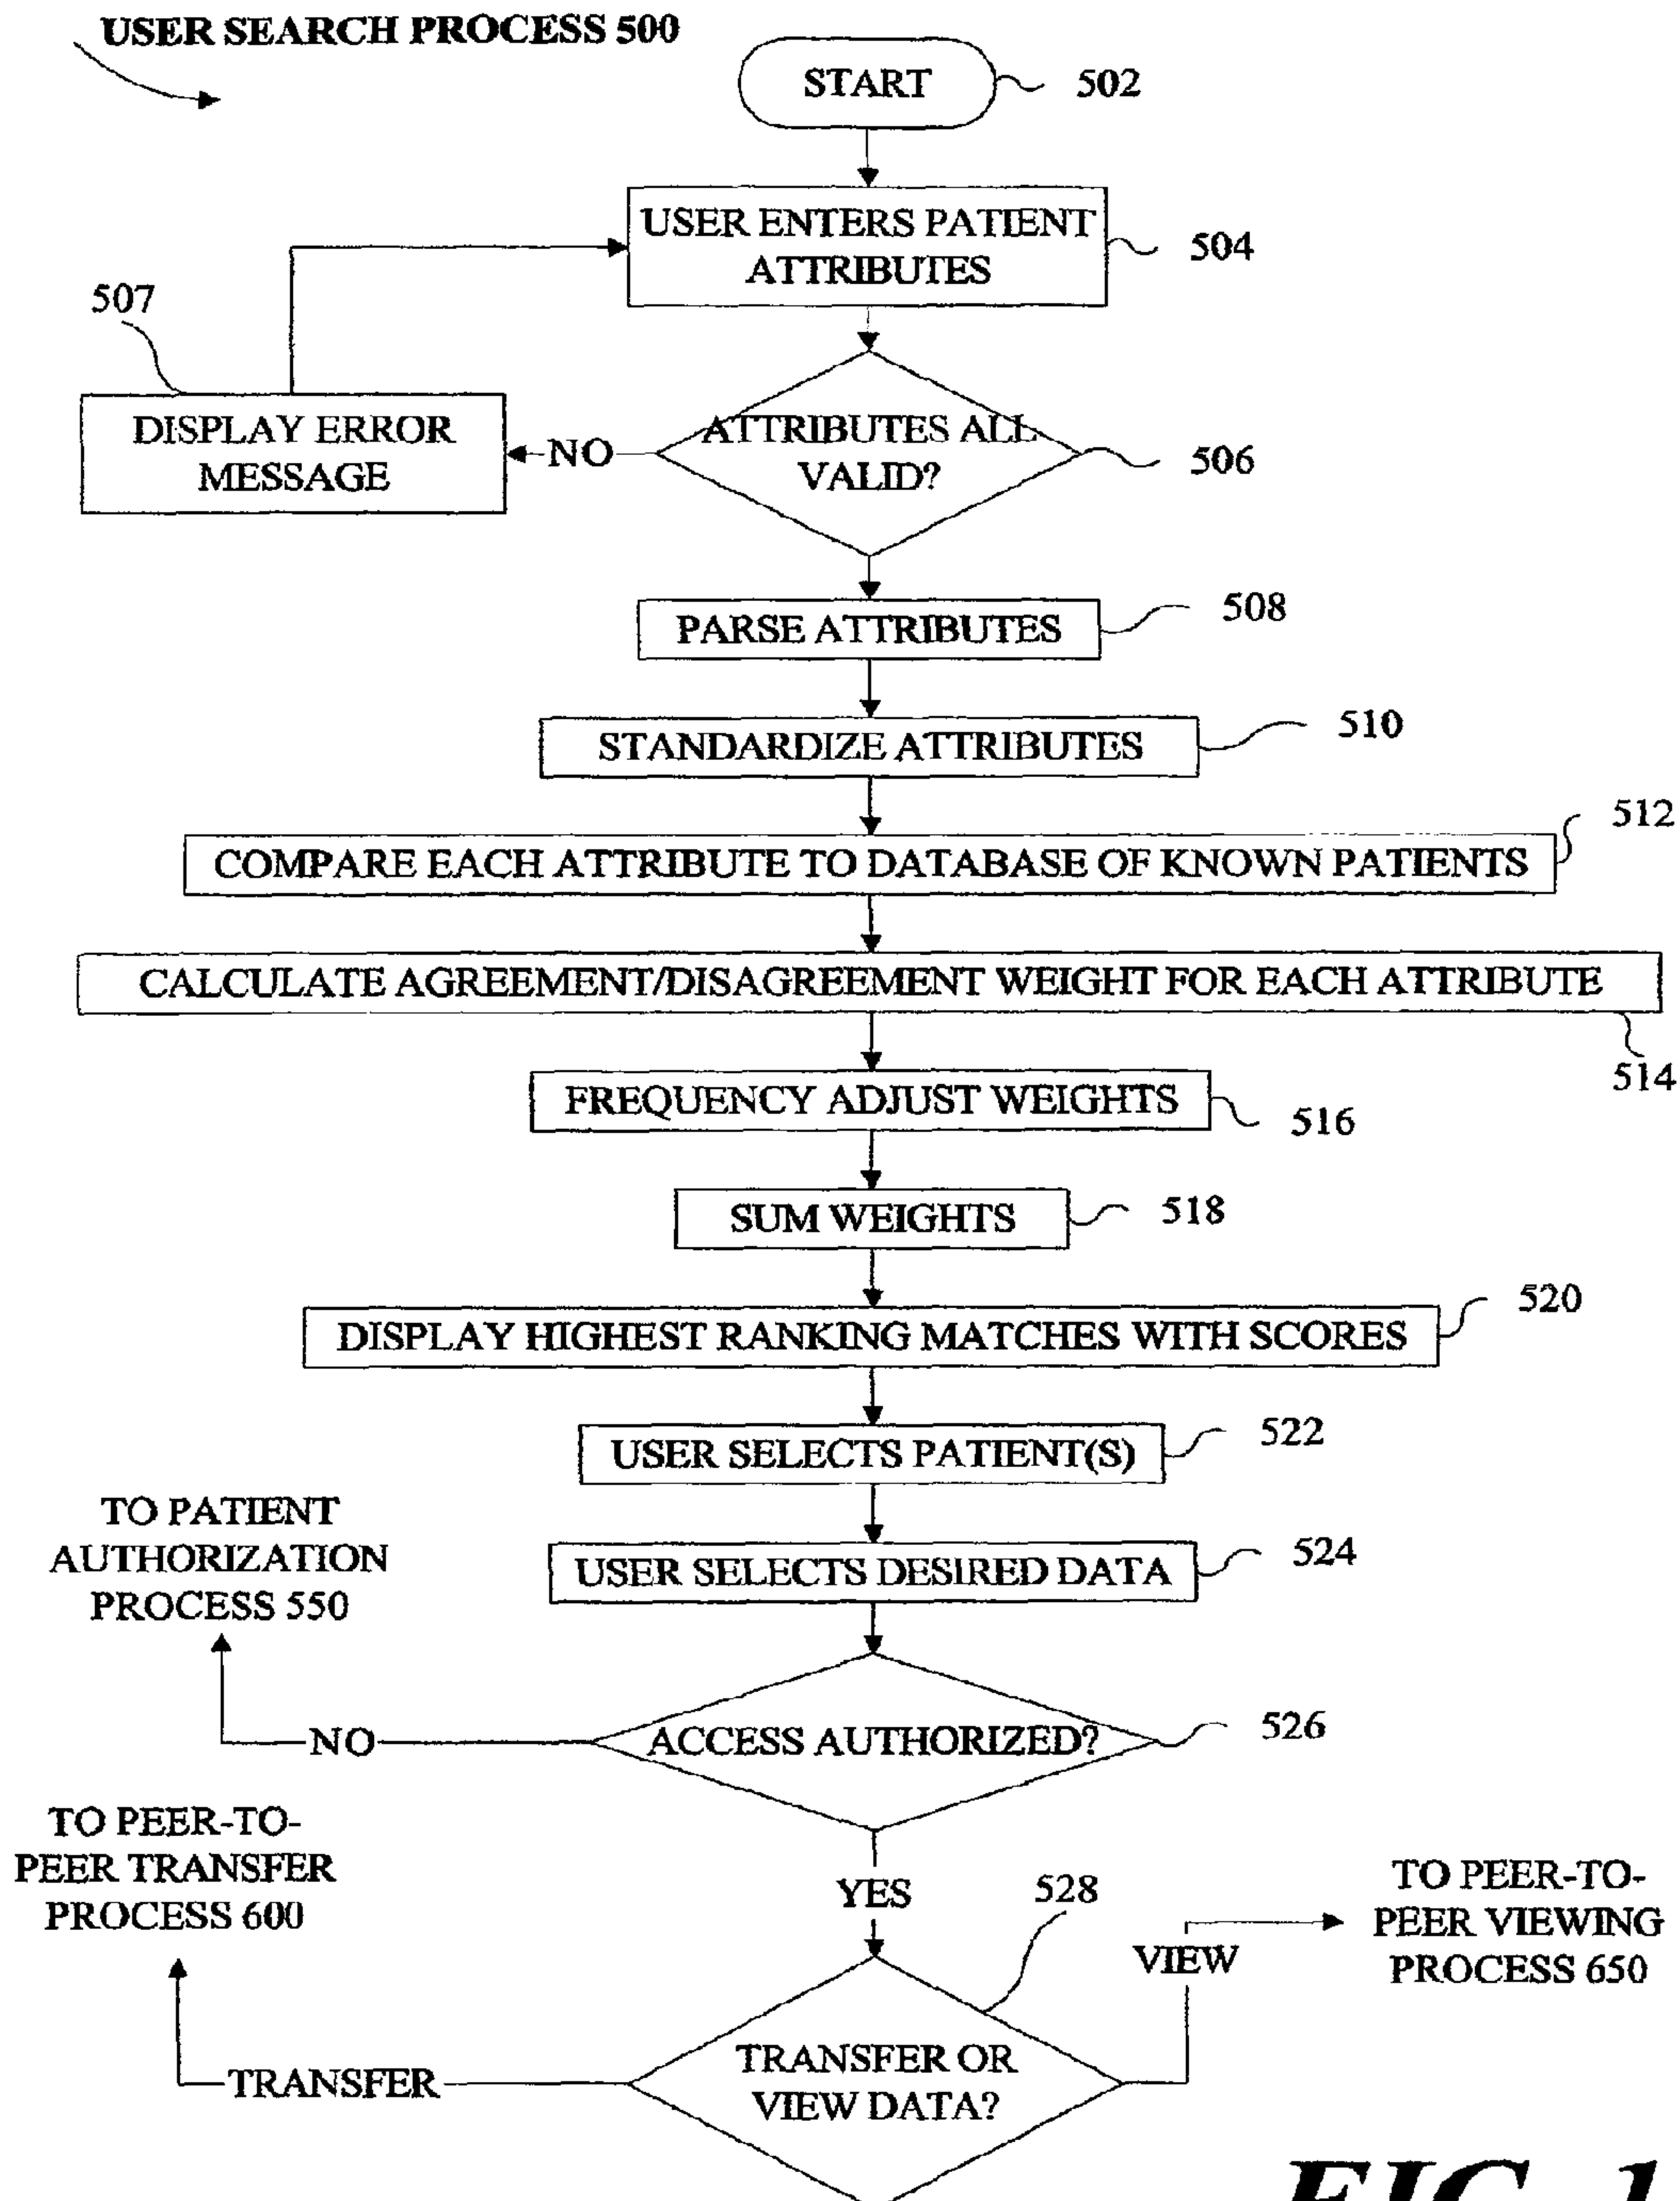 USER SEARCH PROCESS 500
START
502
USER ENTERS PATIENT
ATTRIBUTES
504
507
DISPLAY ERROR
MESSAGE
NO
ATTRIBUTES ALL
VALID?
506
PARSE ATTRIBUTES
508
STANDARDIZE ATTRIBUTES
510
COMPARE EACH ATTRIBUTE TO DATABASE OF KNOWN PATIENTS
512
CALCULATE AGREEMENT/DISAGREEMENT WEIGHT FOR EACH ATTRIBUTE
514
FREQUENCY ADJUST WEIGHTS
516
SUM WEIGHTS
518
DISPLAY HIGHEST RANKING MATCHES WITH SCORES
520
USER SELECTS PATIENT(S)
522
USER SELECTS DESIRED DATA
524
TO PATIENT
AUTHORIZATION
PROCESS 550
NO
ACCESS AUTHORIZED?
526
YES
TO PEER-TO-
PEER TRANSFER
PROCESS 600
TRANSFER
TRANSFER OR
VIEW DATA?
528
VIEW
TO PEER-TO-
PEER VIEWING
PROCESS 650